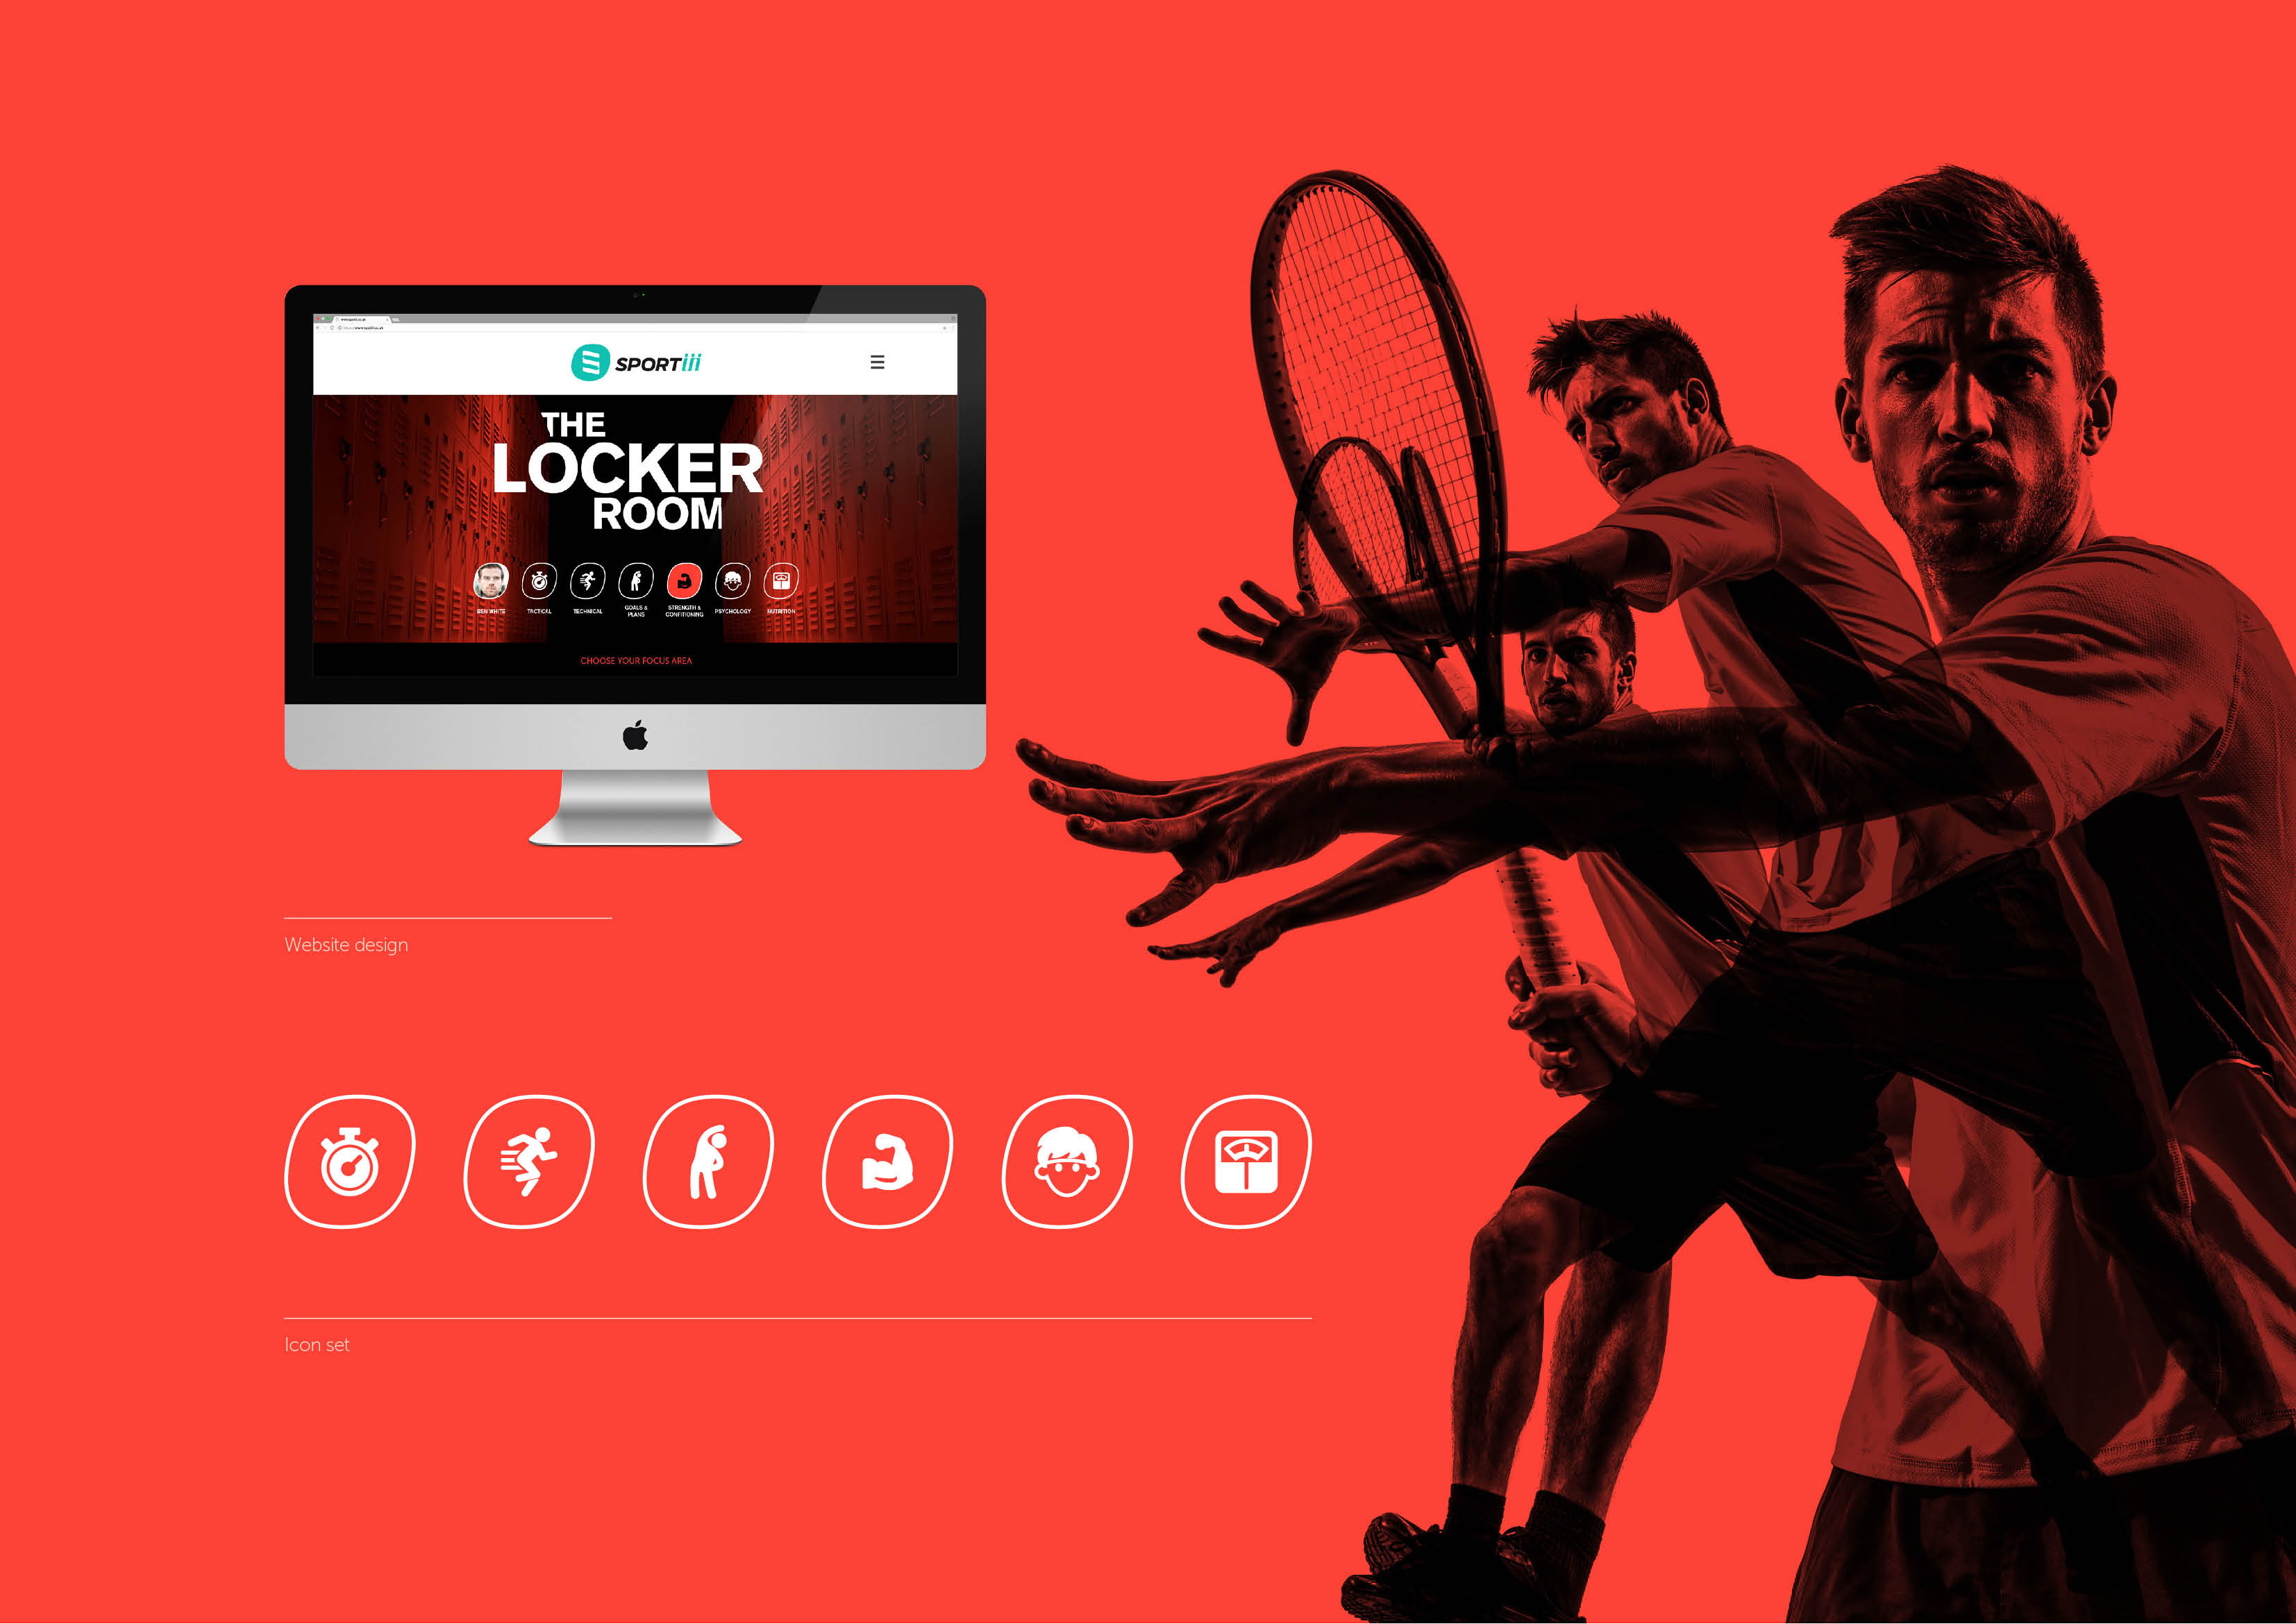 SPORTiii
THE
LOCKER
ROOM
BEN WHITE
TACTICAL
TECHNICAL
GOALS &
PLANS
STRENGTH &
CONFITIONING
PSYCHOLOGY
NUTRITION
CHOOSE YOUR FOCUS AREA
Website design
Icon set